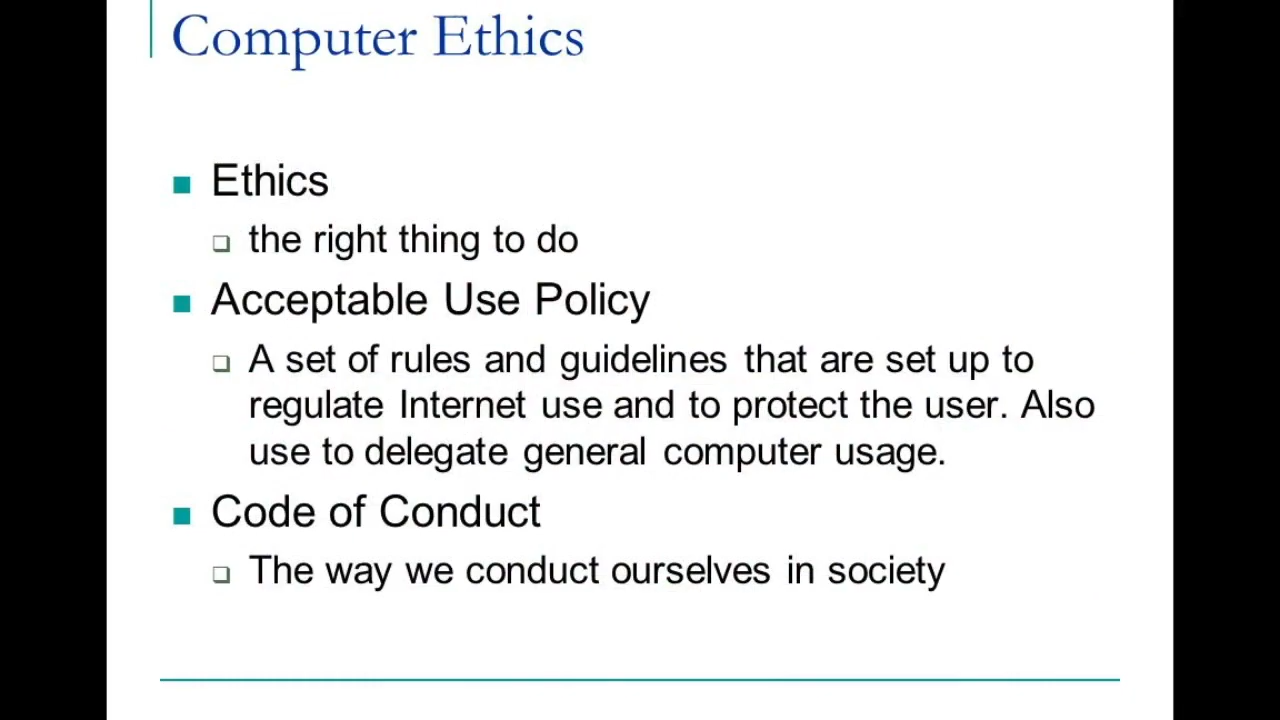 Computer Ethics
Ethics
the right thing to do
Acceptable Use Policy
A set of rules and guidelines that are set up to
regulate Internet use and to protect the user. Also
use to delegate general computer usage.
Code of Conduct
The way we conduct ourselves in society